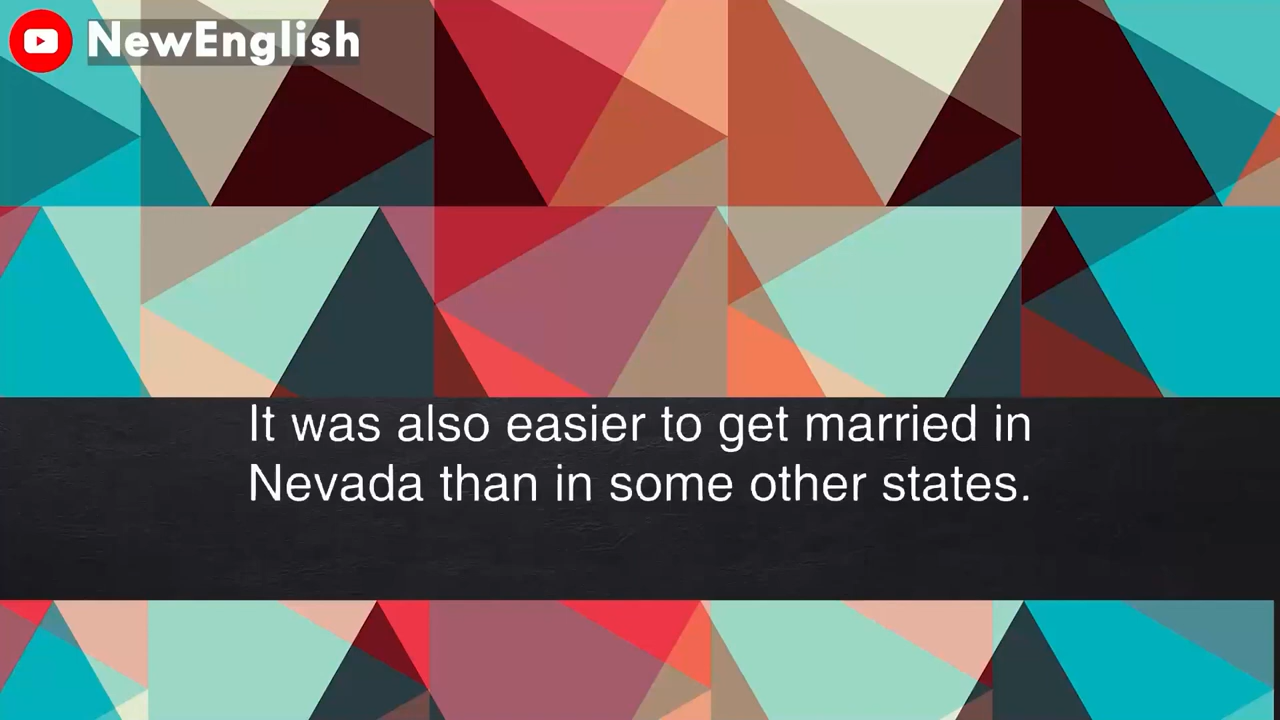 NewEnglish
It was also easier to get married in
Nevada than in some other states.